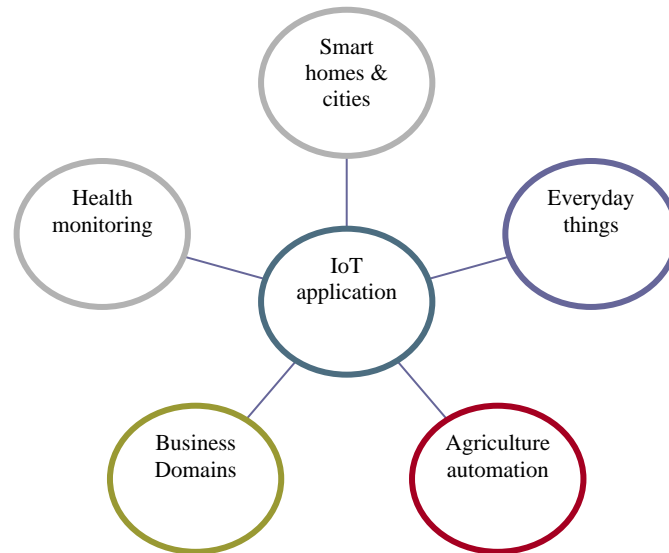 Smart
homes &
cities
Health
monitoring
Everyday
things
IoT
application
Business
Domains
Agriculture
automation